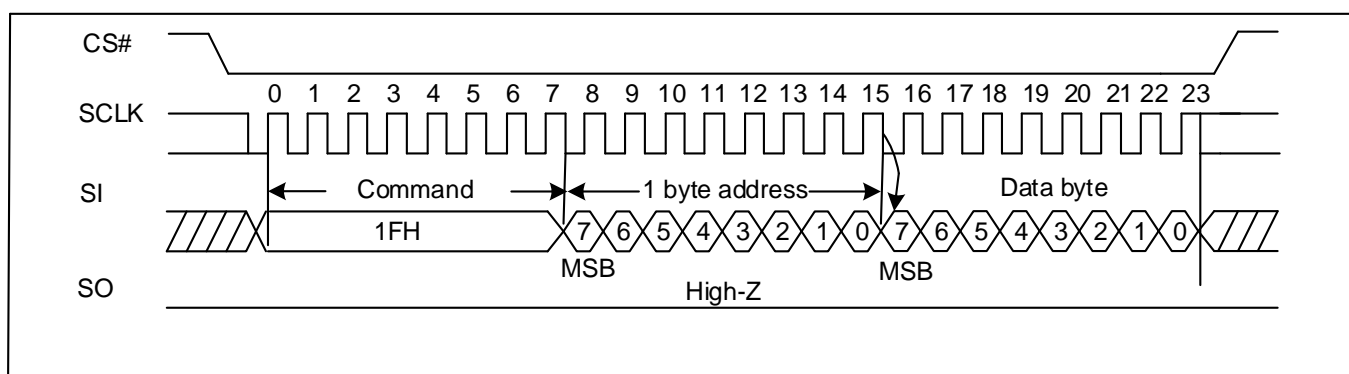 CS#
0 1 2 3 4 5 6 7 8 9 10 11 12 13 14 15 16 17 18 19 20 21 22 23
SCLK
SI
Command 1 byte address Data byte
1FH 7 6 5 4 3 2 1 0 7 6 5 4 3 2 1 0
MSB MSB
SO
High-Z